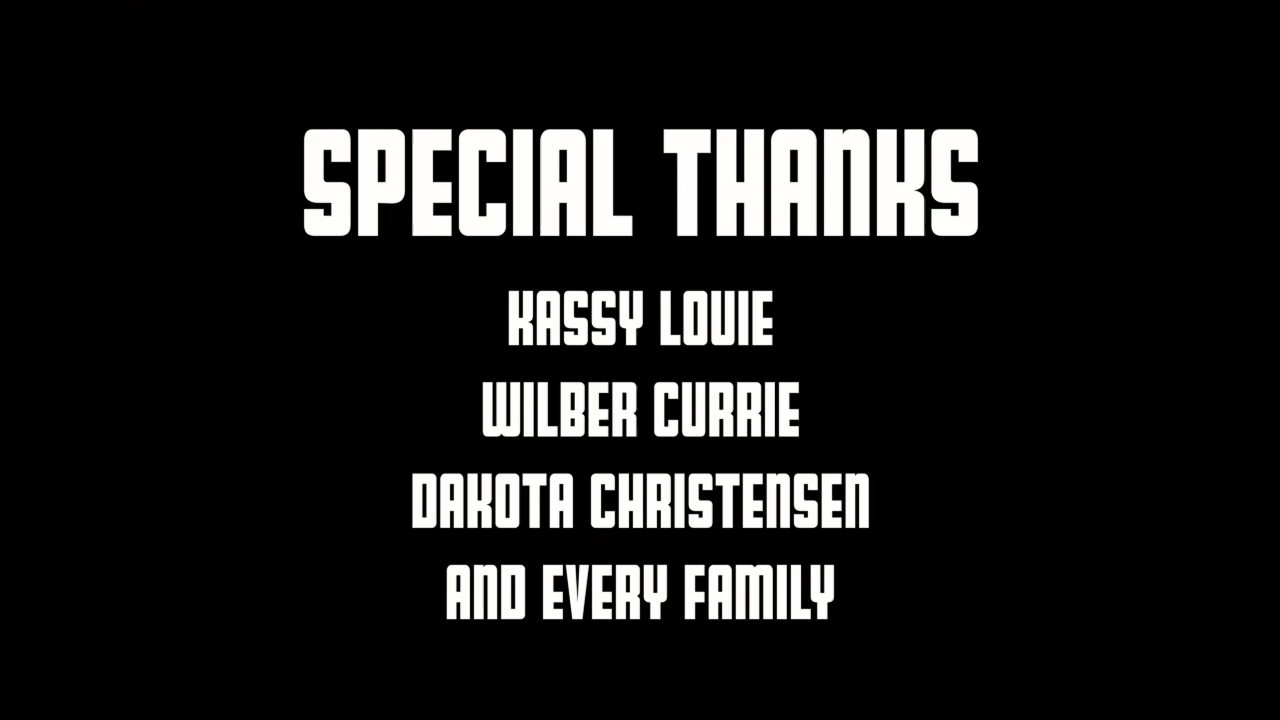 SPECIAL THANKS
KASSY LOUIE
WILBER CURRIE
DAKOTA CHRISTENSEN
AND EVERY FAMILY